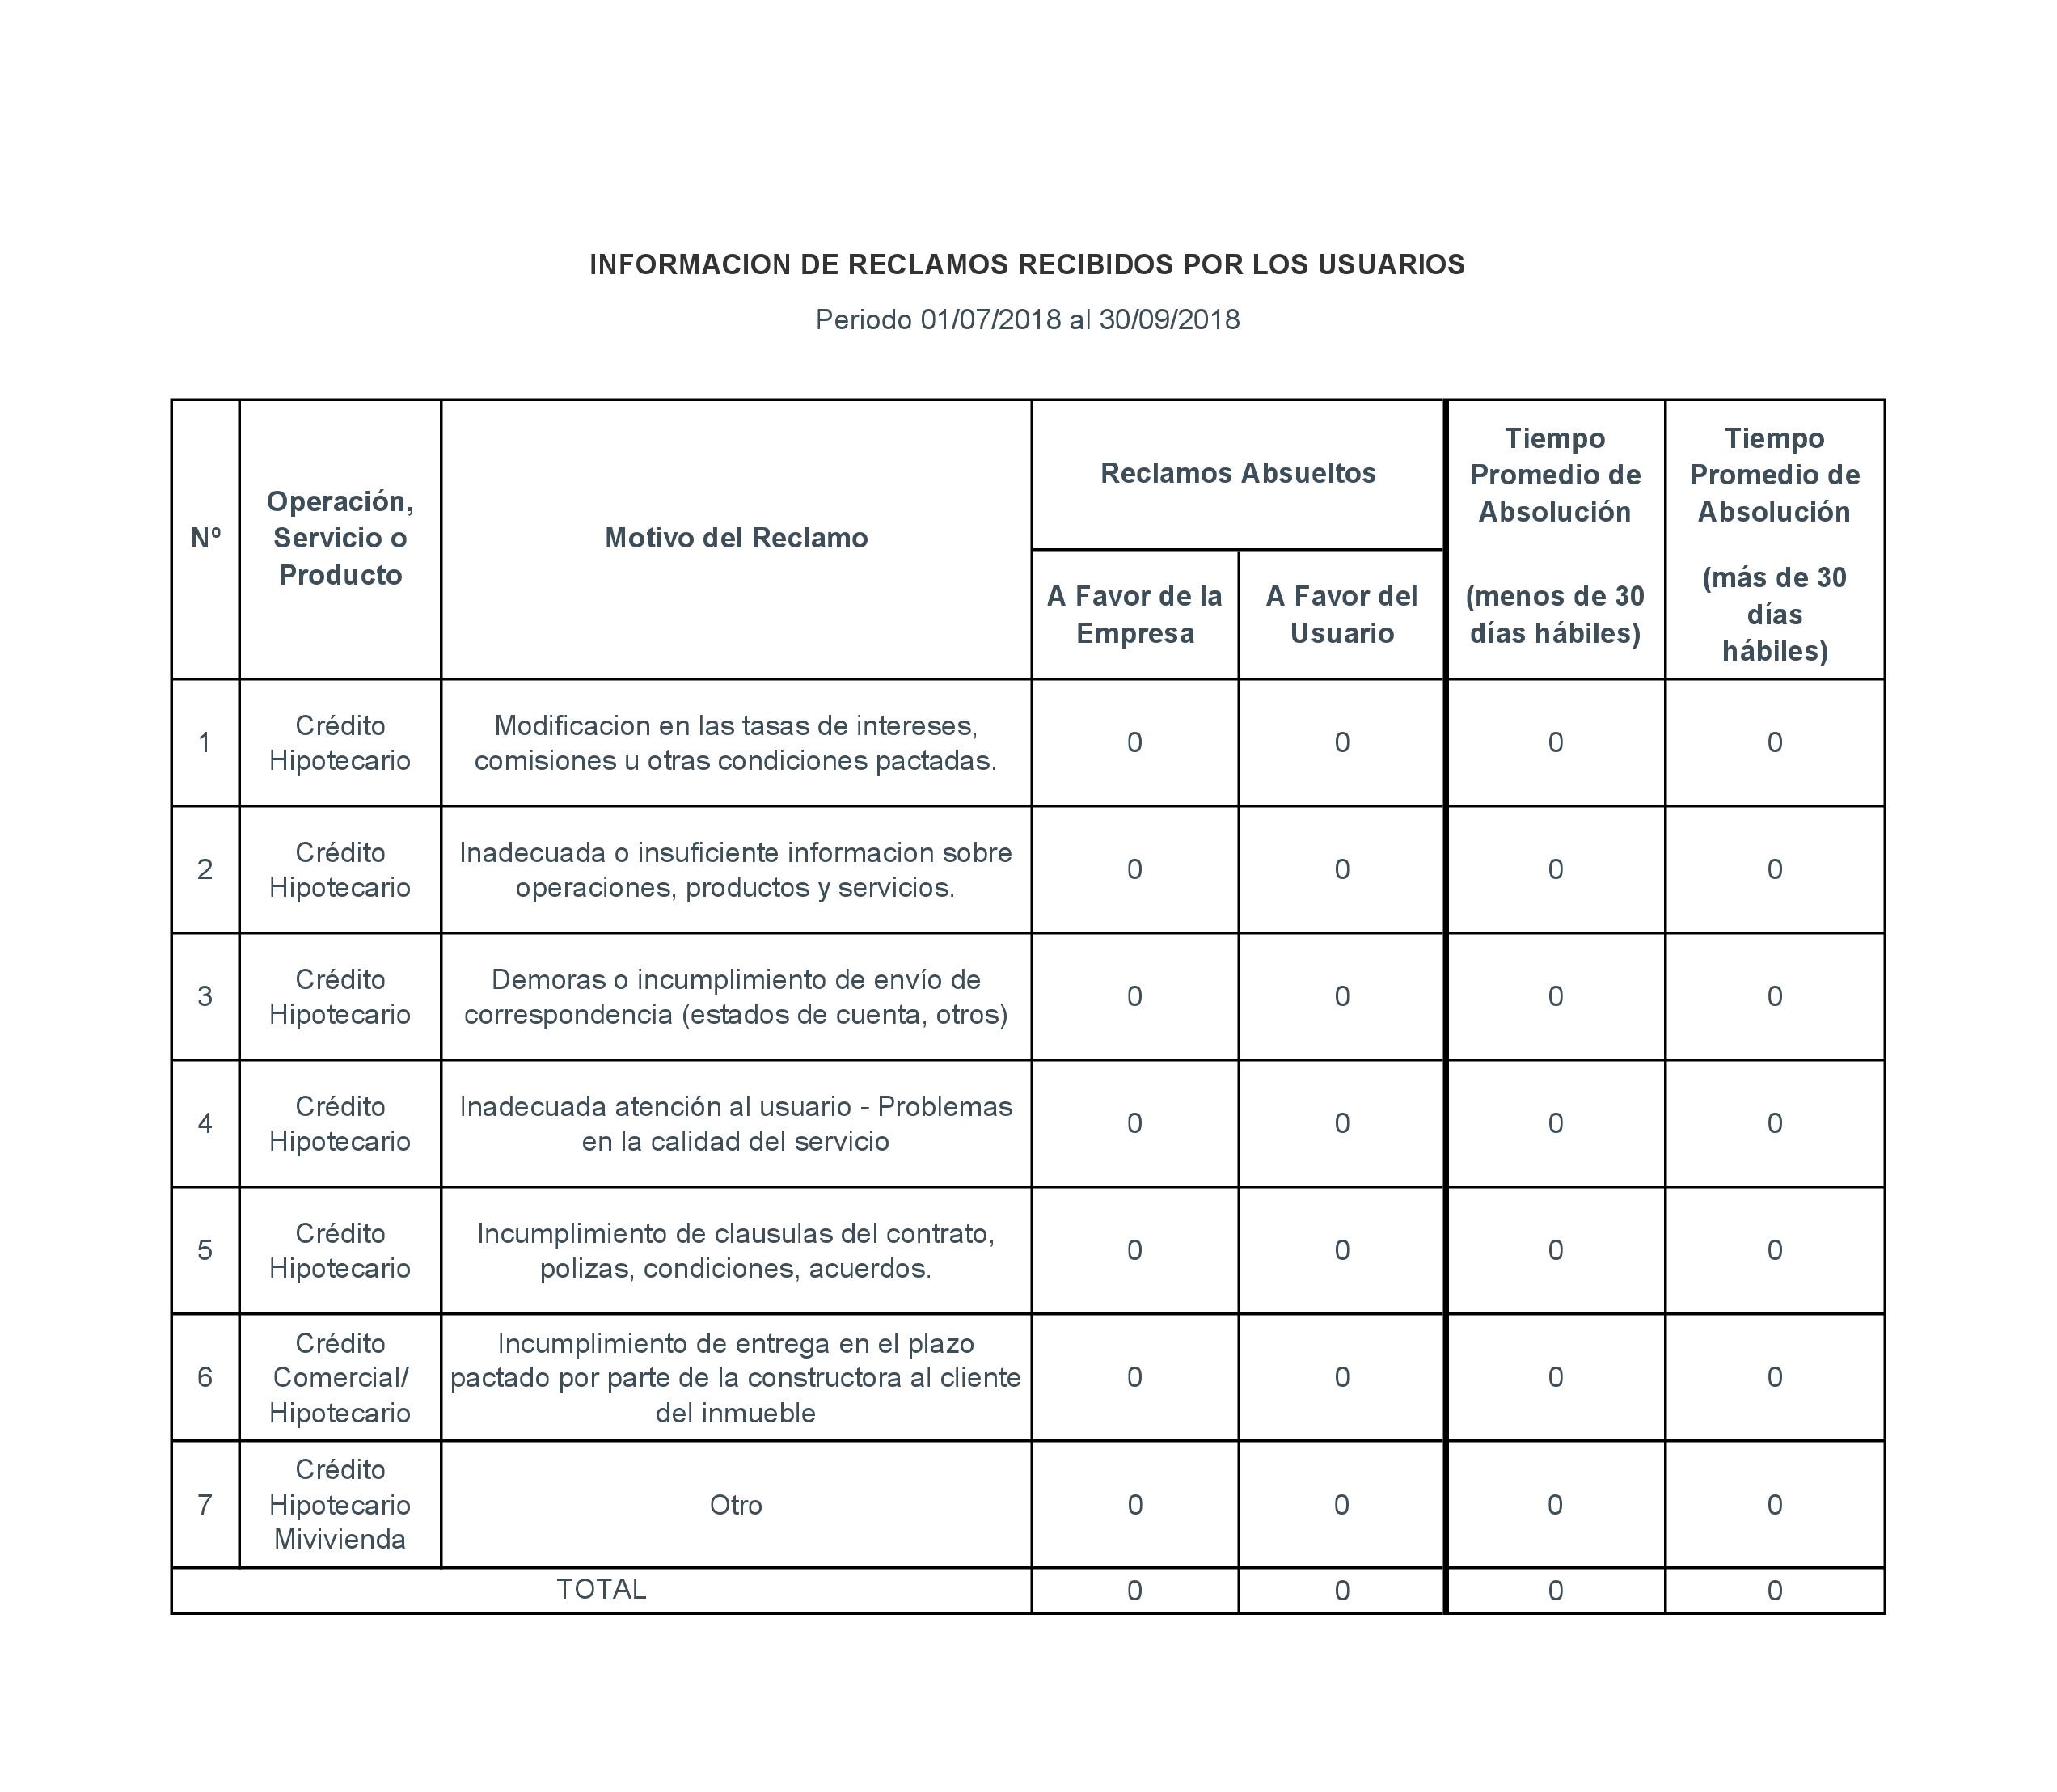 INFORMACION DE RECLAMOS RECIBIDOS POR LOS USUARIOS
Periodo 01/07/2018 al 30/09/2018
Nº
Operación,
Servicio o
Producto
Motivo del Reclamo
Reclamos Absueltos
A Favor de la
Empresa
A Favor del
Usuario
Tiempo
Promedio de
Absolución
(menos de 30
días hábiles)
Tiempo
Promedio de
Absolución
(más de 30
días
hábiles)
1
Crédito
Hipotecario
Modificacion en las tasas de intereses,
comisiones u otras condiciones pactadas.
0
0
0
0
2
Crédito
Hipotecario
Inadecuada o insuficiente informacion sobre
operaciones, productos y servicios.
0
0
0
0
3
Crédito
Hipotecario
Demoras o incumplimiento de envío de
correspondencia (estados de cuenta, otros)
0
0
0
0
4
Crédito
Hipotecario
Inadecuada atención al usuario - Problemas
en la calidad del servicio
0
0
0
0
5
Crédito
Hipotecario
Incumplimiento de clausulas del contrato,
polizas, condiciones, acuerdos.
0
0
0
0
6
Crédito
Comercial/
Hipotecario
Incumplimiento de entrega en el plazo
pactado por parte de la constructora al cliente
del inmueble
0
0
0
0
7
Crédito
Hipotecario
Mivivienda
Otro
0
0
0
0
TOTAL
0
0
0
0